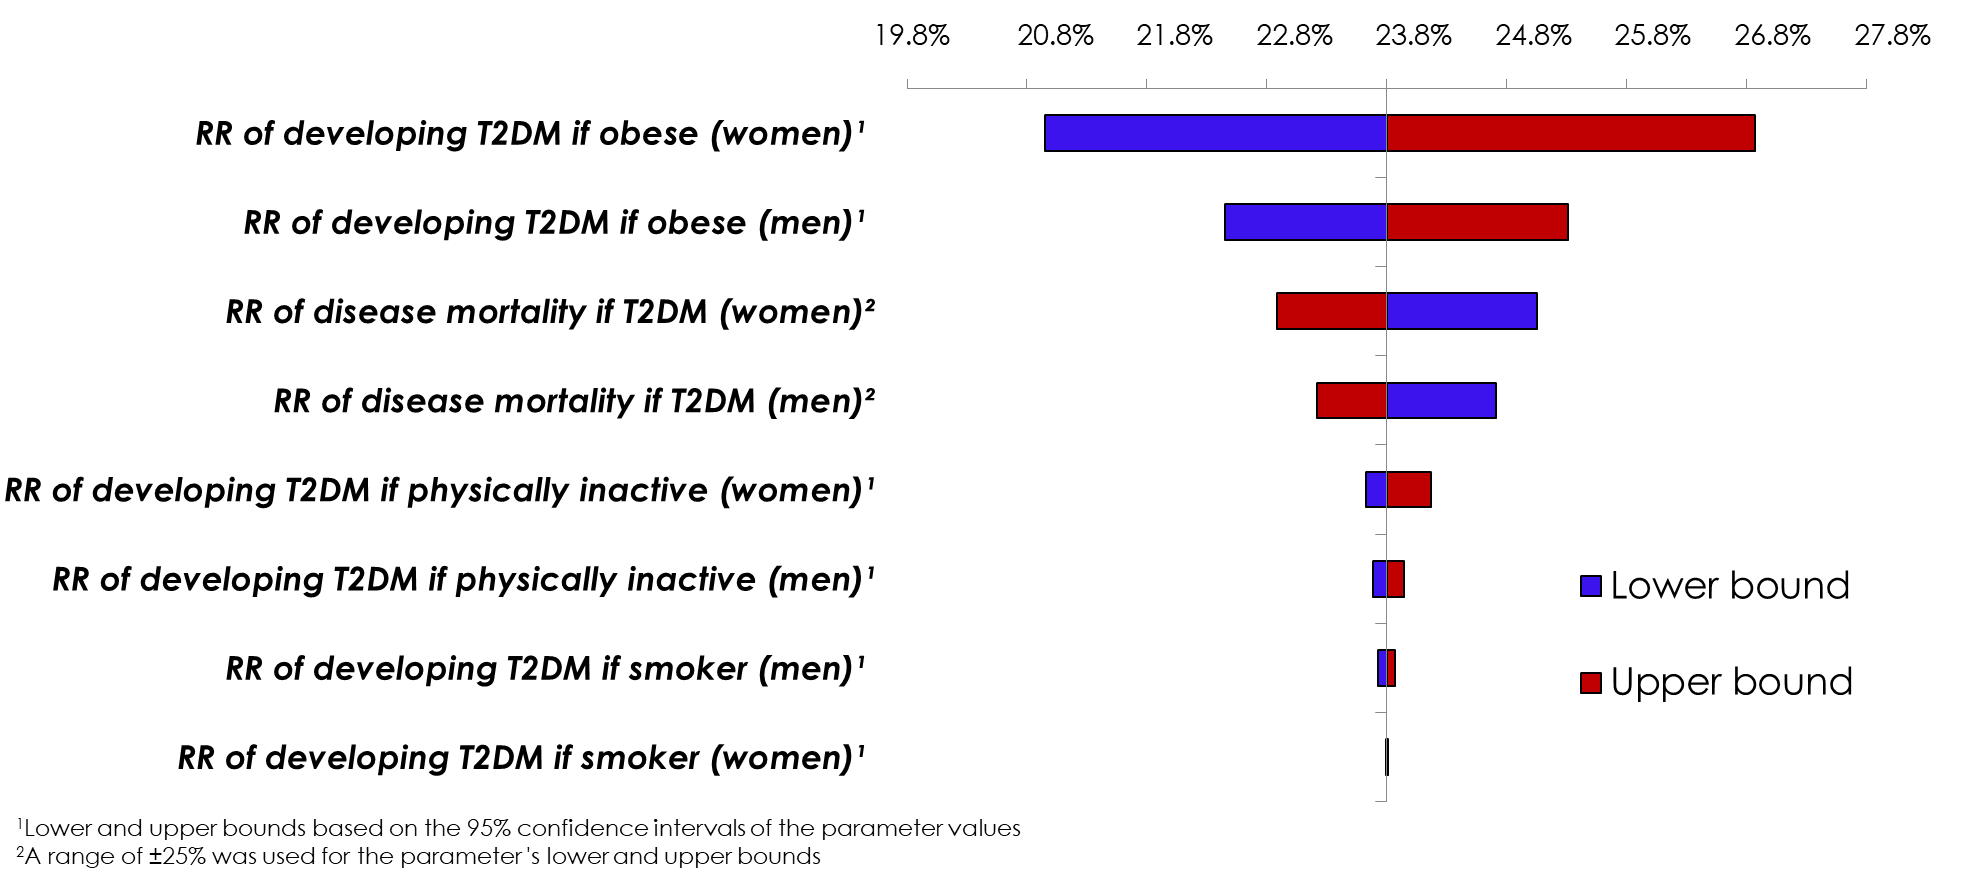 19.8% 20.8% 21.8% 22.8% 23.8% 24.8% 25.8% 26.8% 27.8%
RR of developing T2DM if obese (women)¹
RR of developing T2DM if obese (men)¹
RR of disease mortality if T2DM (women)²
RR of disease mortality if T2DM (men)²
RR of developing T2DM if physically inactive (women)¹
RR of developing T2DM if physically inactive (men)¹
RR of developing T2DM if smoker (men)¹
RR of developing T2DM if smoker (women)¹
Lower bound
Upper bound
¹Lower and upper bounds based on the 95% confidence intervals of the parameter values
²A range of ±25% was used for the parameter's lower and upper bounds